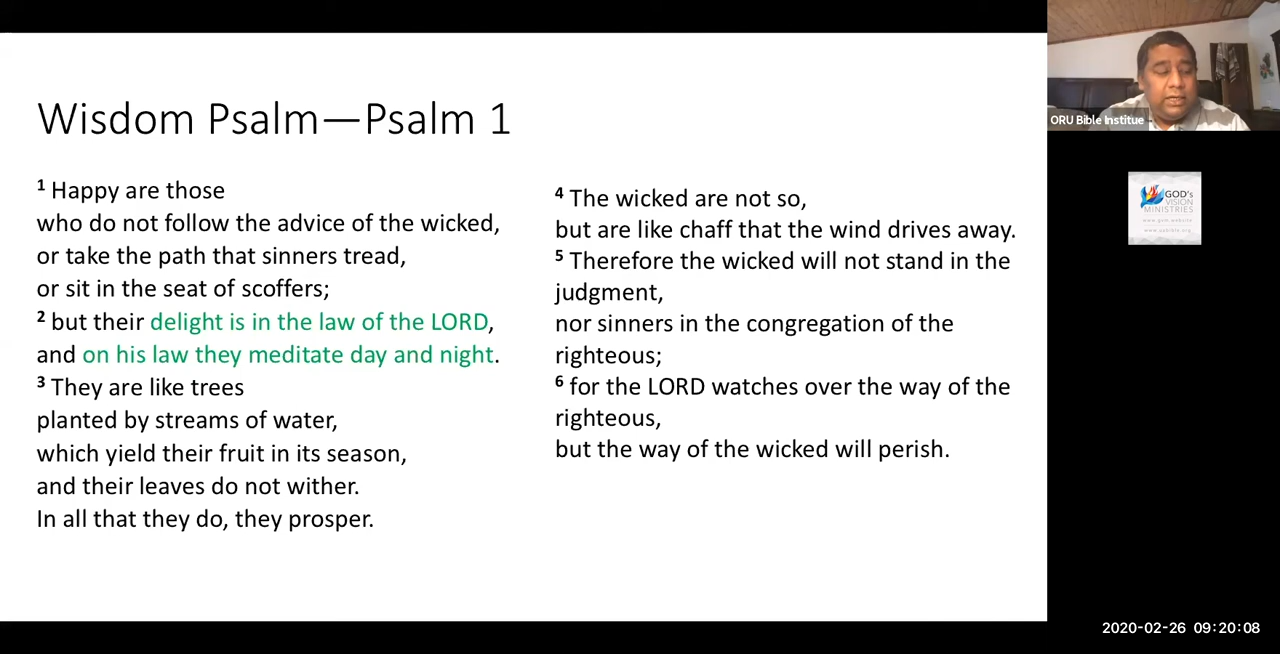 Wisdom Psalm—Psalm 1
1 Happy are those
who do not follow the advice of the wicked,
or take the path that sinners tread,
or sit in the seat of scoffers;
2 but their delight is in the law of the LORD,
and on his law they meditate day and night.
3 They are like trees
planted by streams of water,
which yield their fruit in its season,
and their leaves do not wither.
In all that they do, they prosper.
4 The wicked are not so,
but are like chaff that the wind drives away.
5 Therefore the wicked will not stand in the
judgment,
nor sinners in the congregation of the
righteous;
6 for the LORD watches over the way of the
righteous,
but the way of the wicked will perish.
ORU Bible Institue
GOD's
VISION
MINISTRIES
2020-02-26 09:20:08